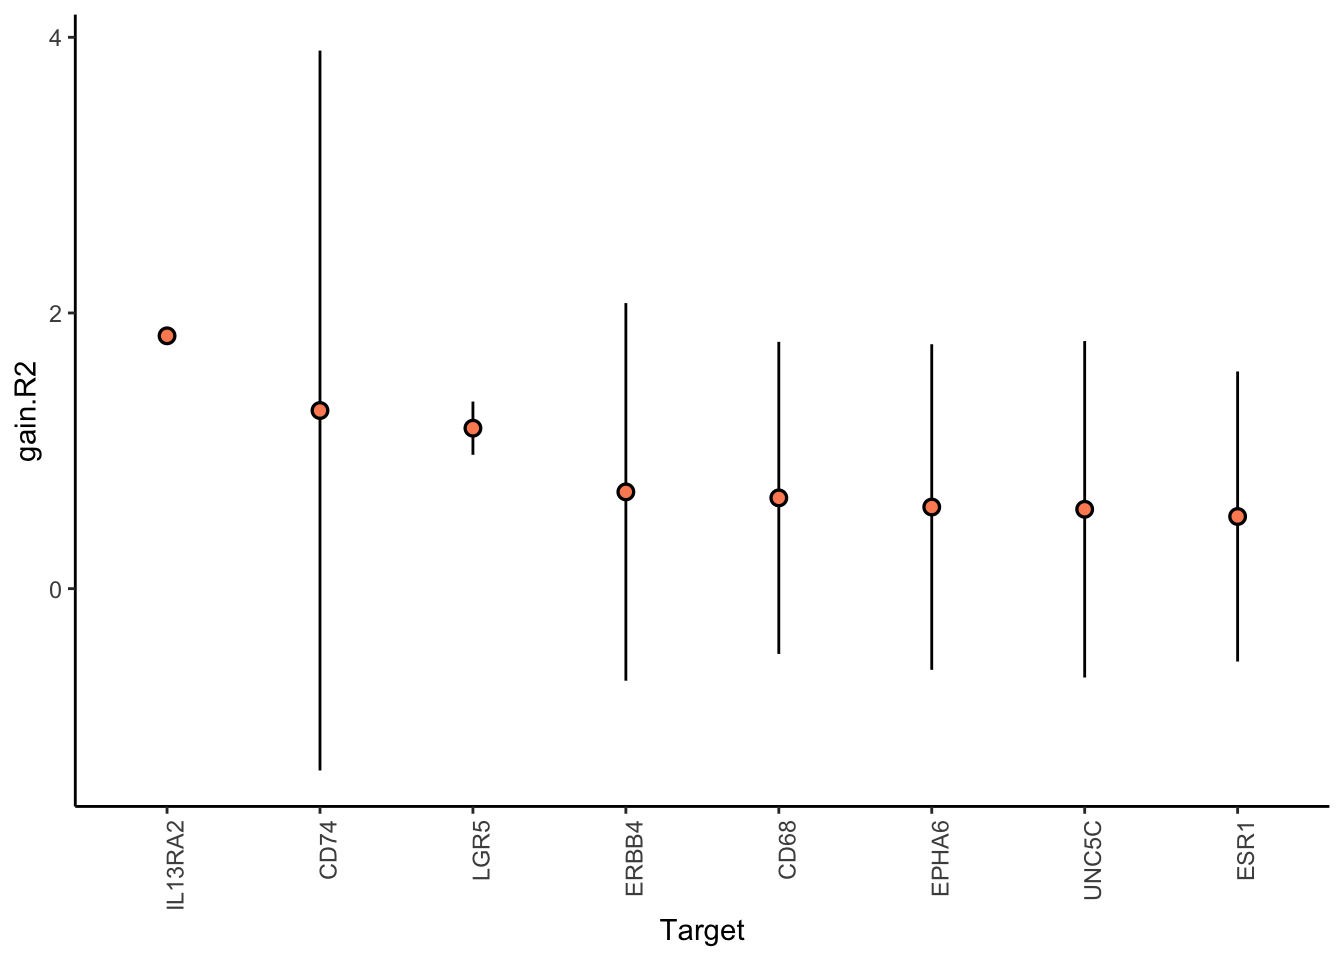 4
2
0
gain.R2
IL13RA2
CD74
LGR5
ERBB4
CD68
EPHA6
UNC5C
ESR1
Target